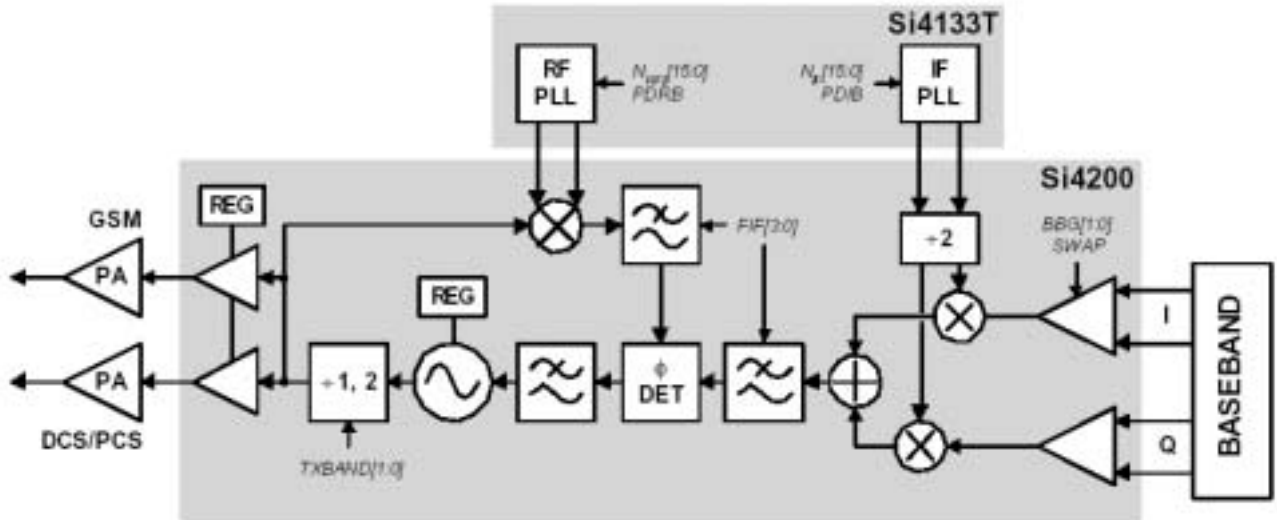 Si4133T
RF
PLL
[15:0]
PDRB
[15:0]
PDIB
IF
PLL
Si4200
REG
GSM
PA
FIF[3:0]
÷2
BBG[1:0]
SWAP
REG
I
PA
÷1, 2
ϕ
DET
DCS/PCS
TXBAND[1:0]
Q
BASEBAND